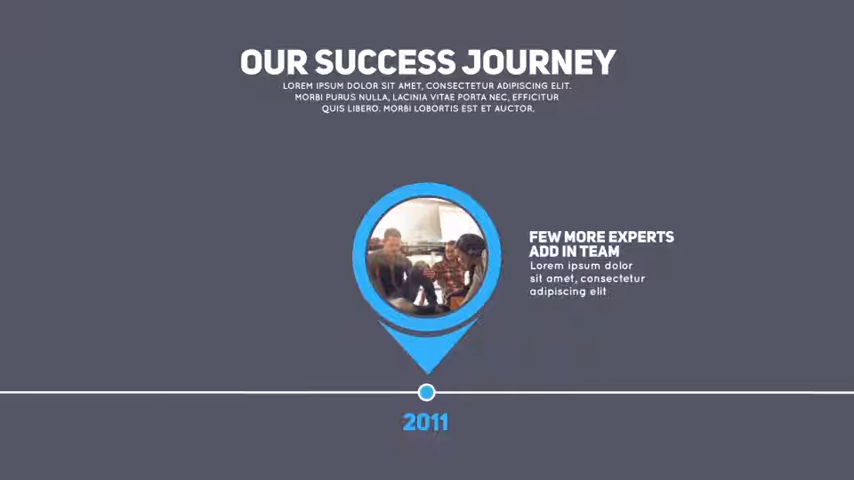 OUR SUCCESS JOURNEY
LOREM IPSUM DOLOR SIT AMET, CONSECTETUR ADIPISCING ELIT.
MORBI PURUS NULLA, LACINIA VITAE PORTA NEC, EFFICITUR
QUIS LIBERO. MORBI LOBORTIS EST ET AUCTOR.
FEW MORE EXPERTS
ADD IN TEAM
Lorem ipsum dolor
sit amet, consectetur
adipiscing elit
2011